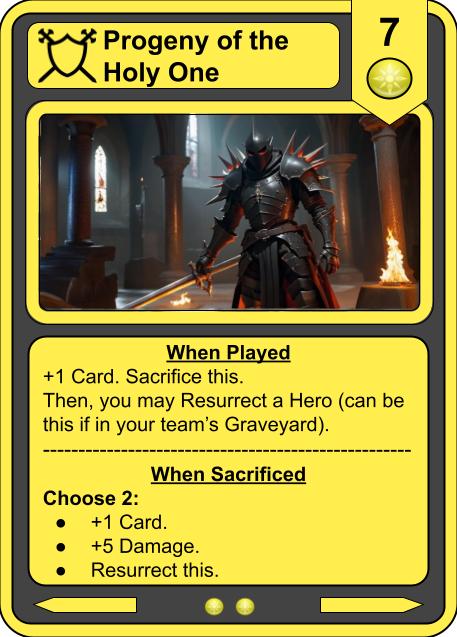 Progeny of the
Holy One
7
When Played
+1 Card. Sacrifice this.
Then, you may Resurrect a Hero (can be
this if in your team's Graveyard).
------------------------------------------------------
When Sacrificed
Choose 2:
● +1 Card.
● +5 Damage.
● Resurrect this.